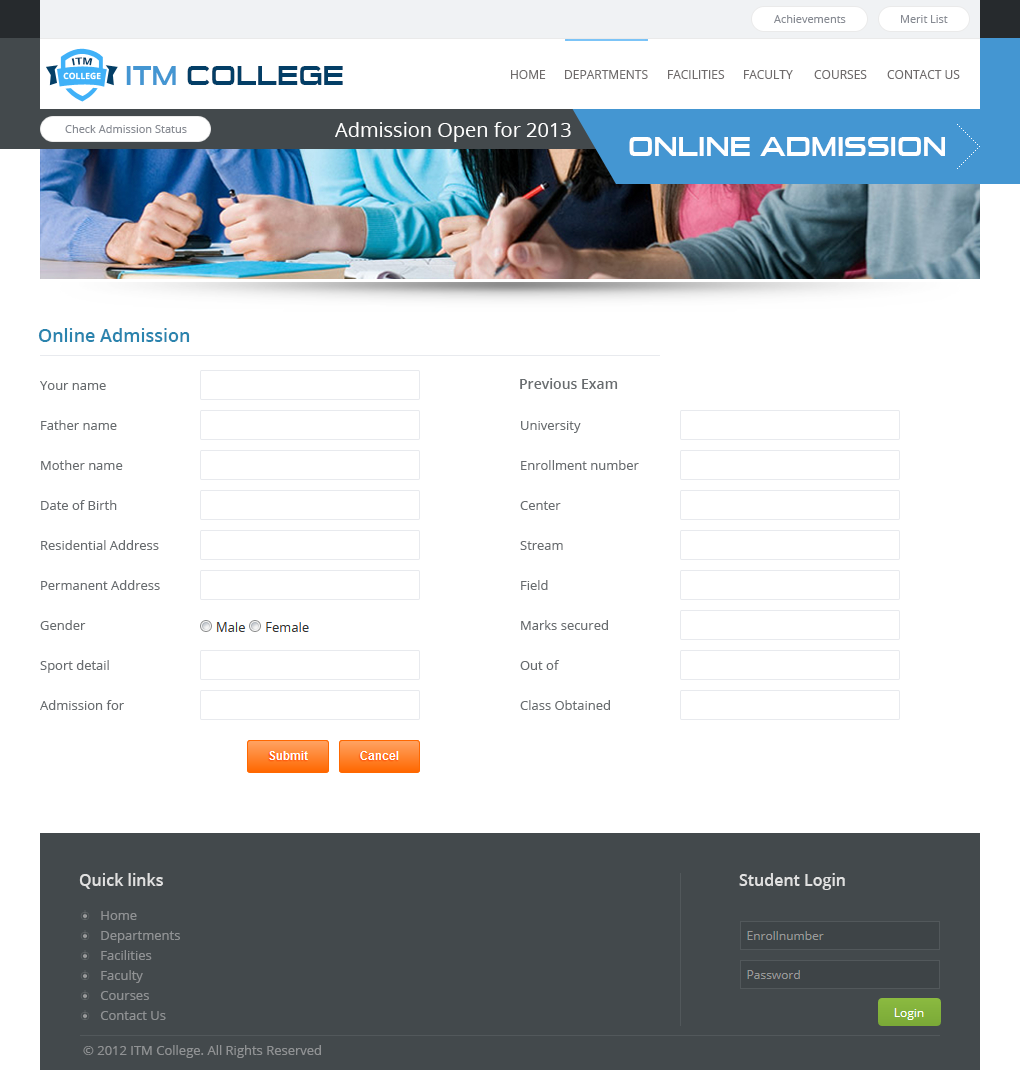 Achievements Merit List
ITM COLLEGE ITM COLLEGE
HOME DEPARTMENTS FACILITIES FACULTY COURSES CONTACT US
Check Admission Status Admission Open for 2013 ONLINE ADMISSION
Online Admission
Your name
Father name
Mother name
Date of Birth
Residential Address
Permanent Address
Gender Male Female
Sport detail
Admission for
Submit Cancel
Previous Exam
University
Enrollment number
Center
Stream
Field
Marks secured
Out of
Class Obtained
Quick links
Home
Departments
Facilities
Faculty
Courses
Contact Us
Student Login
Enrollnumber
Password
Login
© 2012 ITM College. All Rights Reserved